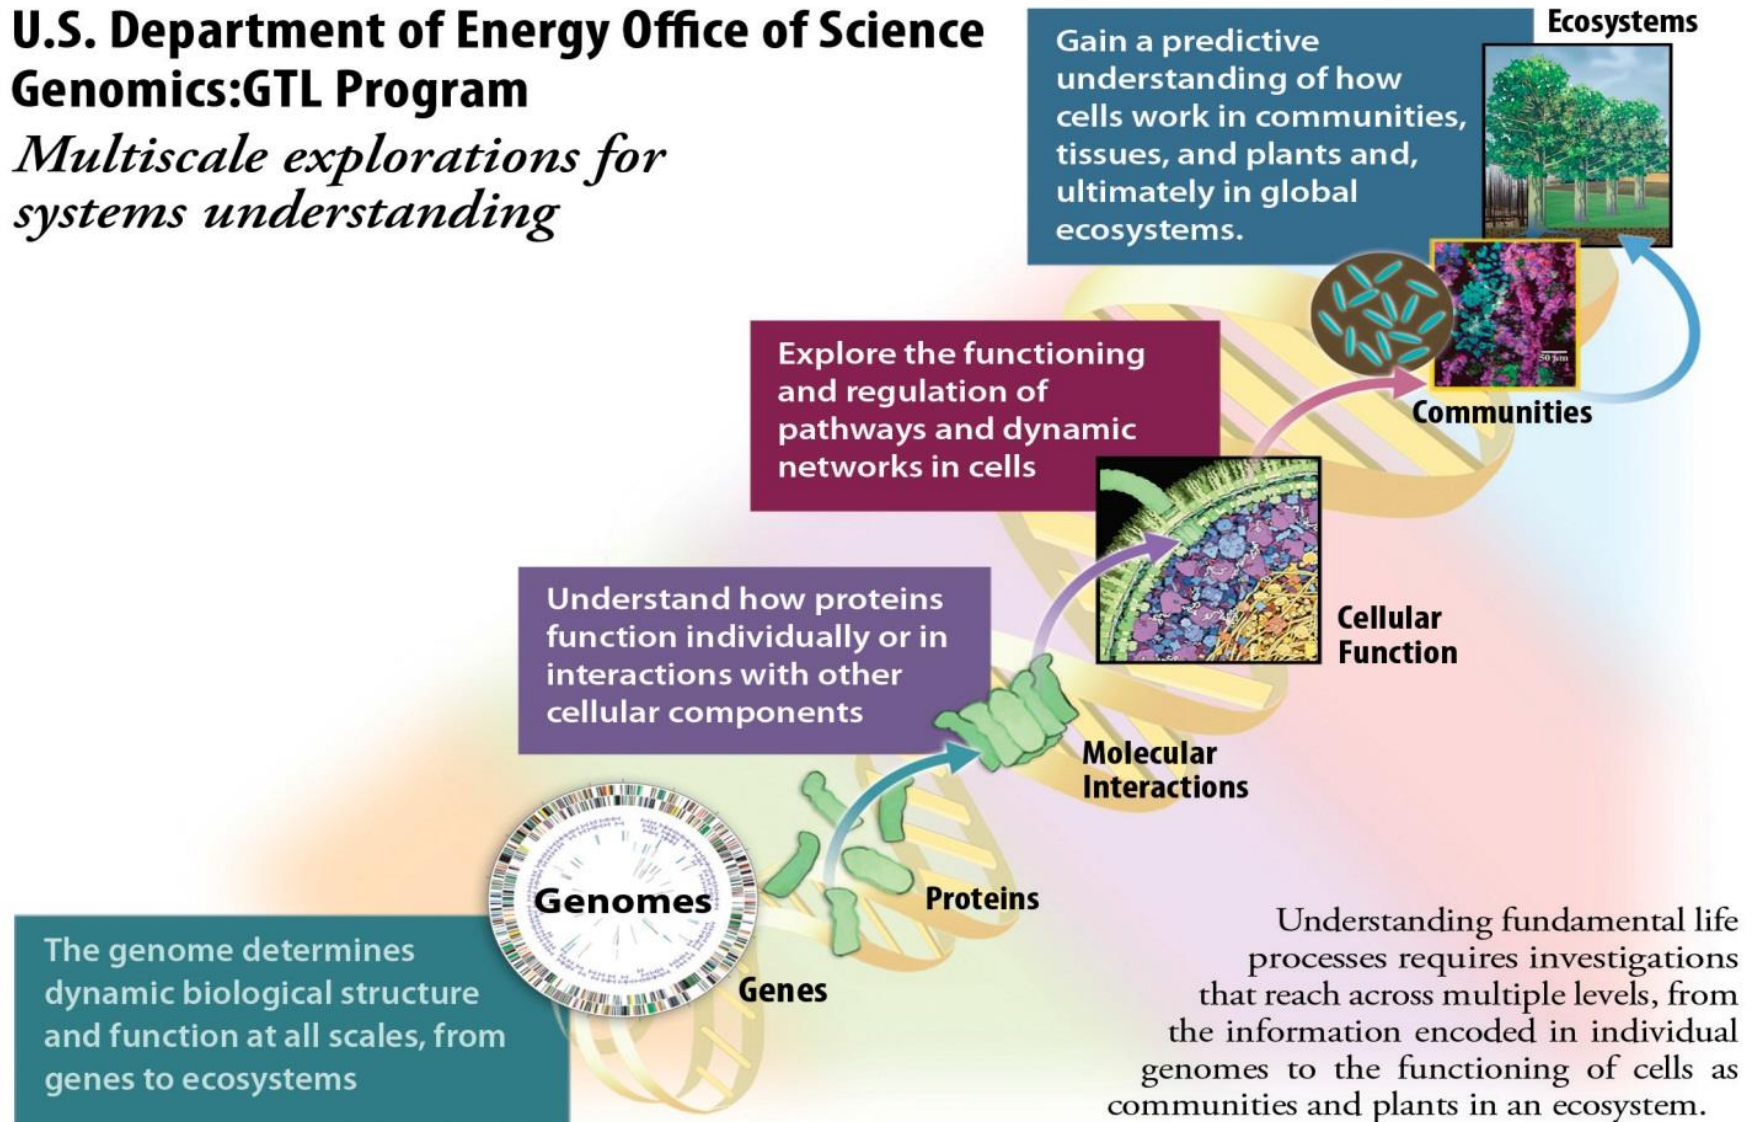 U.S. Department of Energy Office of Science
Genomics:GTL Program
Multiscale explorations for
systems understanding
Ecosystems
Gain a predictive
understanding of how
cells work in communities,
tissues, and plants and,
ultimately in global
ecosystems.
50 µm
Communities
Explore the functioning
and regulation of
pathways and dynamic
networks in cells
Cellular
Function
Understand how proteins
function individually or in
interactions with other
cellular components
Molecular
Interactions
Proteins
Genomes
Genes
The genome determines
dynamic biological structure
and function at all scales, from
genes to ecosystems
Understanding fundamental life
processes requires investigations
that reach across multiple levels, from
the information encoded in individual
genomes to the functioning of cells as
communities and plants in an ecosystem.